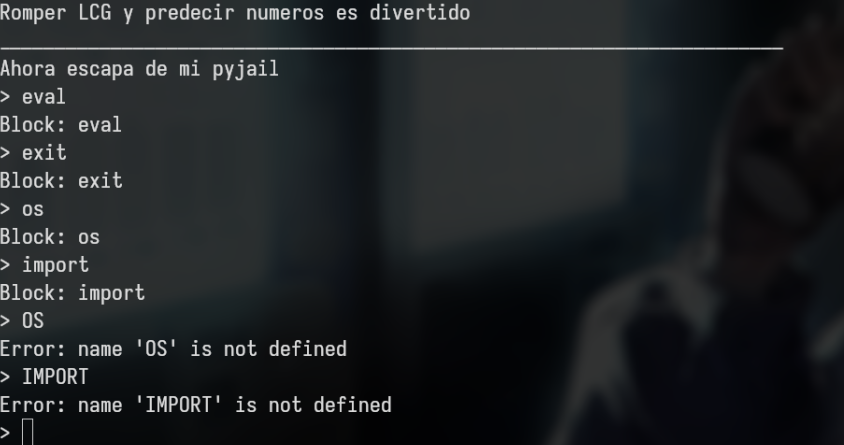 Romper LCG y predecir numeros es divertido
Ahora escapa de mi pyjail
> eval
Block: eval
> exit
Block: exit
> os
Block: os
> import
Block: import
> OS
Error: name 'OS' is not defined
> IMPORT
Error: name 'IMPORT' is not defined
>